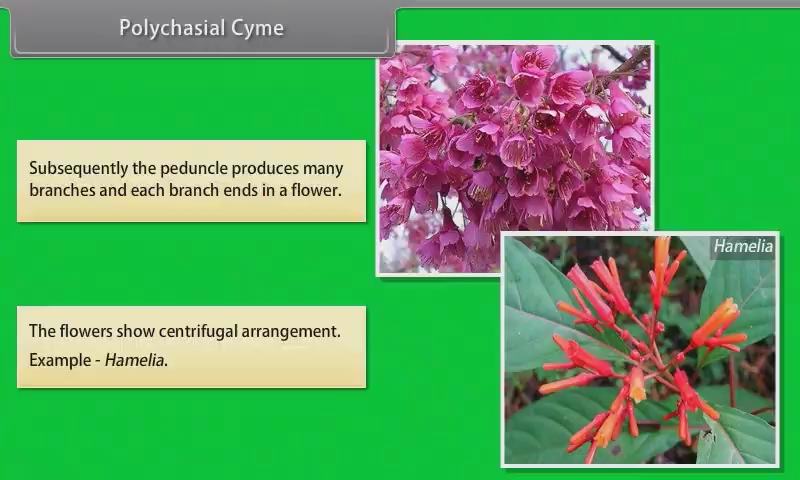 Polychasial Cyme
Subsequently the peduncle produces many
branches and each branch ends in a flower.
Hamelia
The flowers show centrifugal arrangement.
Example - Hamelia.